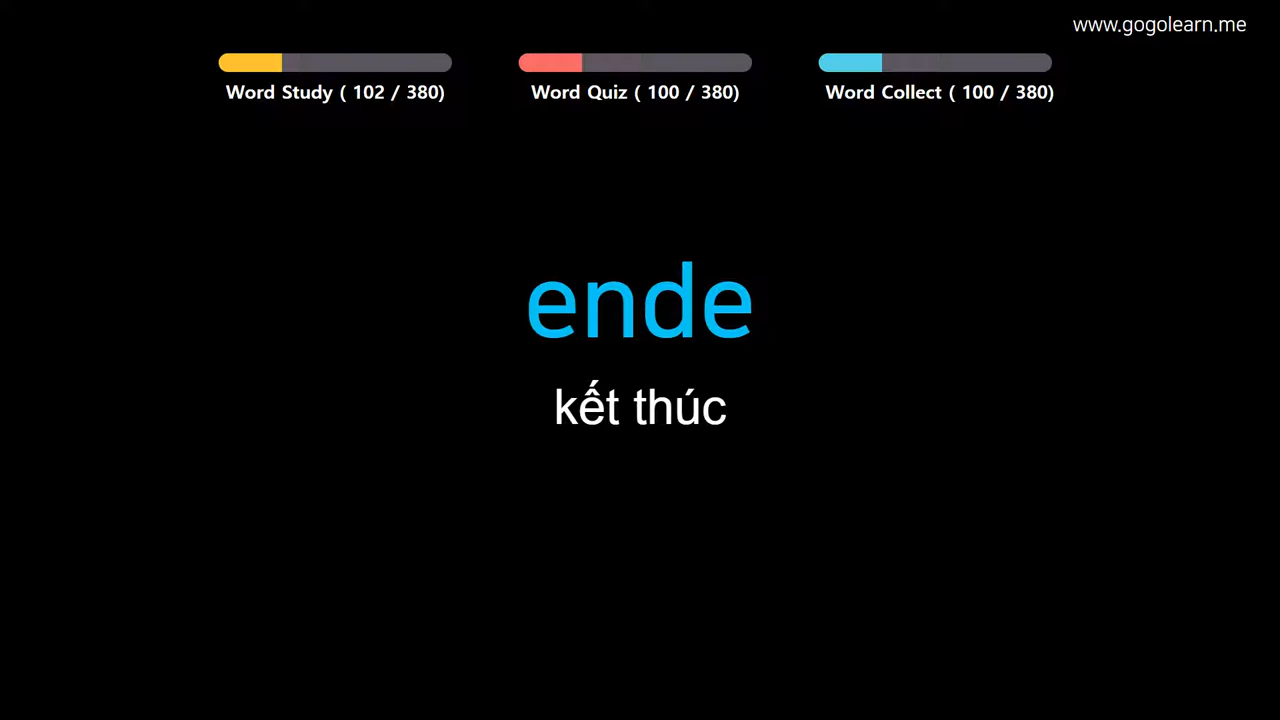 www.gogolearn.me
Word Study ( 102 / 380)
Word Quiz ( 100 / 380)
Word Collect ( 100 / 380)
ende
kết thúc